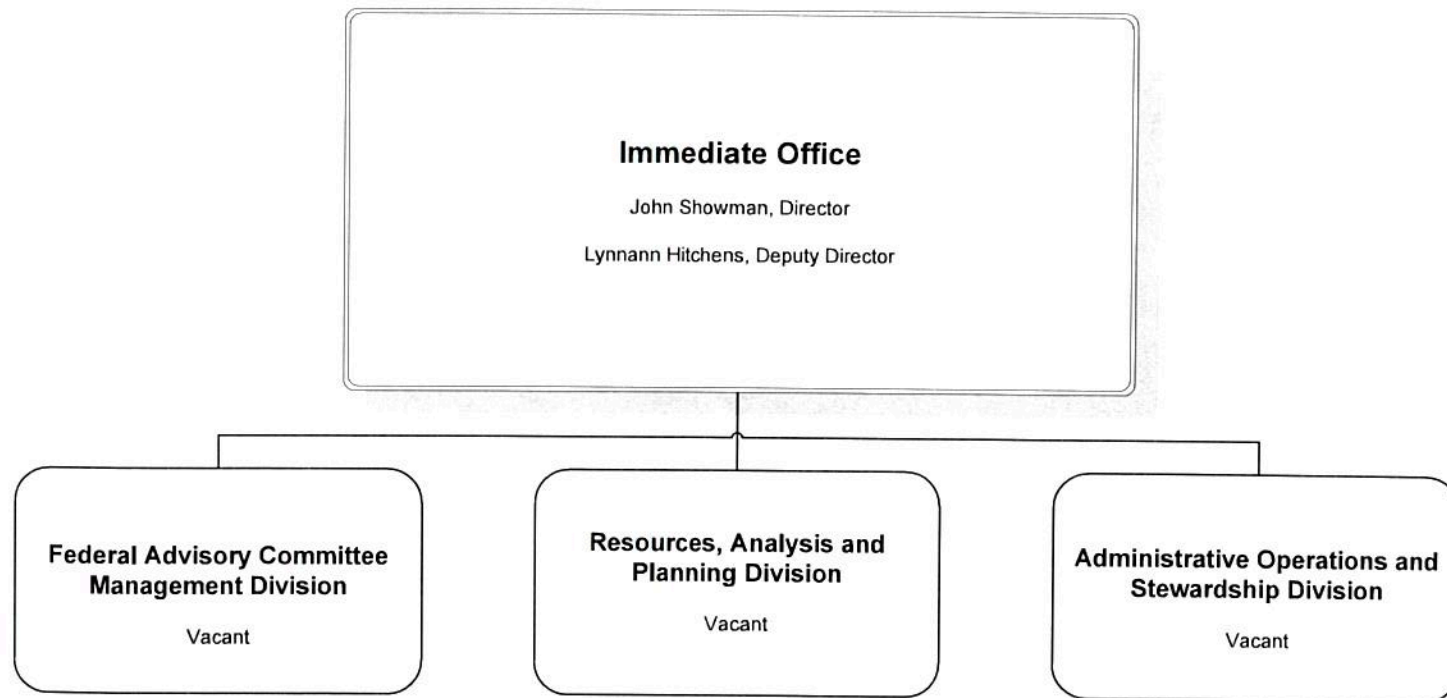 Immediate Office
John Showman, Director
Lynnann Hitchens, Deputy Director
Federal Advisory Committee
Management Division
Vacant
Resources, Analysis and
Planning Division
Vacant
Administrative Operations and
Stewardship Division
Vacant